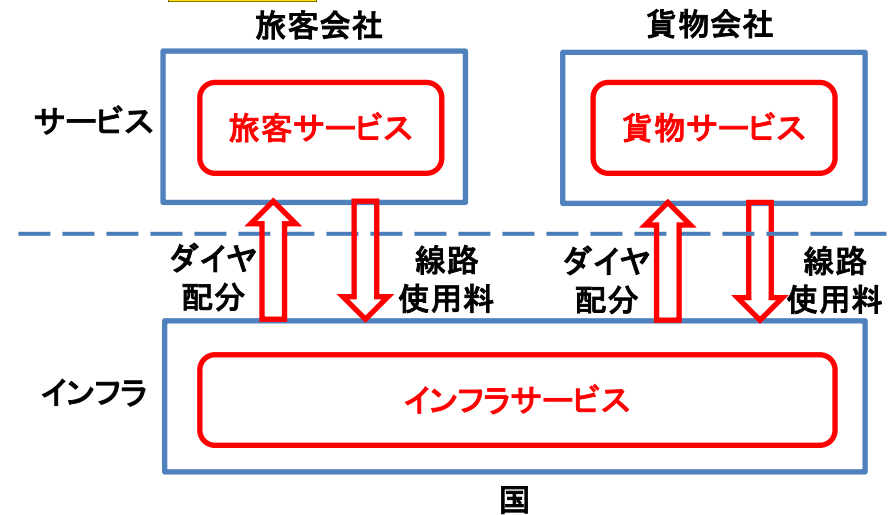 旅客会社
貨物会社
サービス
旅客サービス
貨物サービス
ダイヤ
配分
線路
使用料
ダイヤ
配分
線路
使用料
インフラ
インフラサービス
国